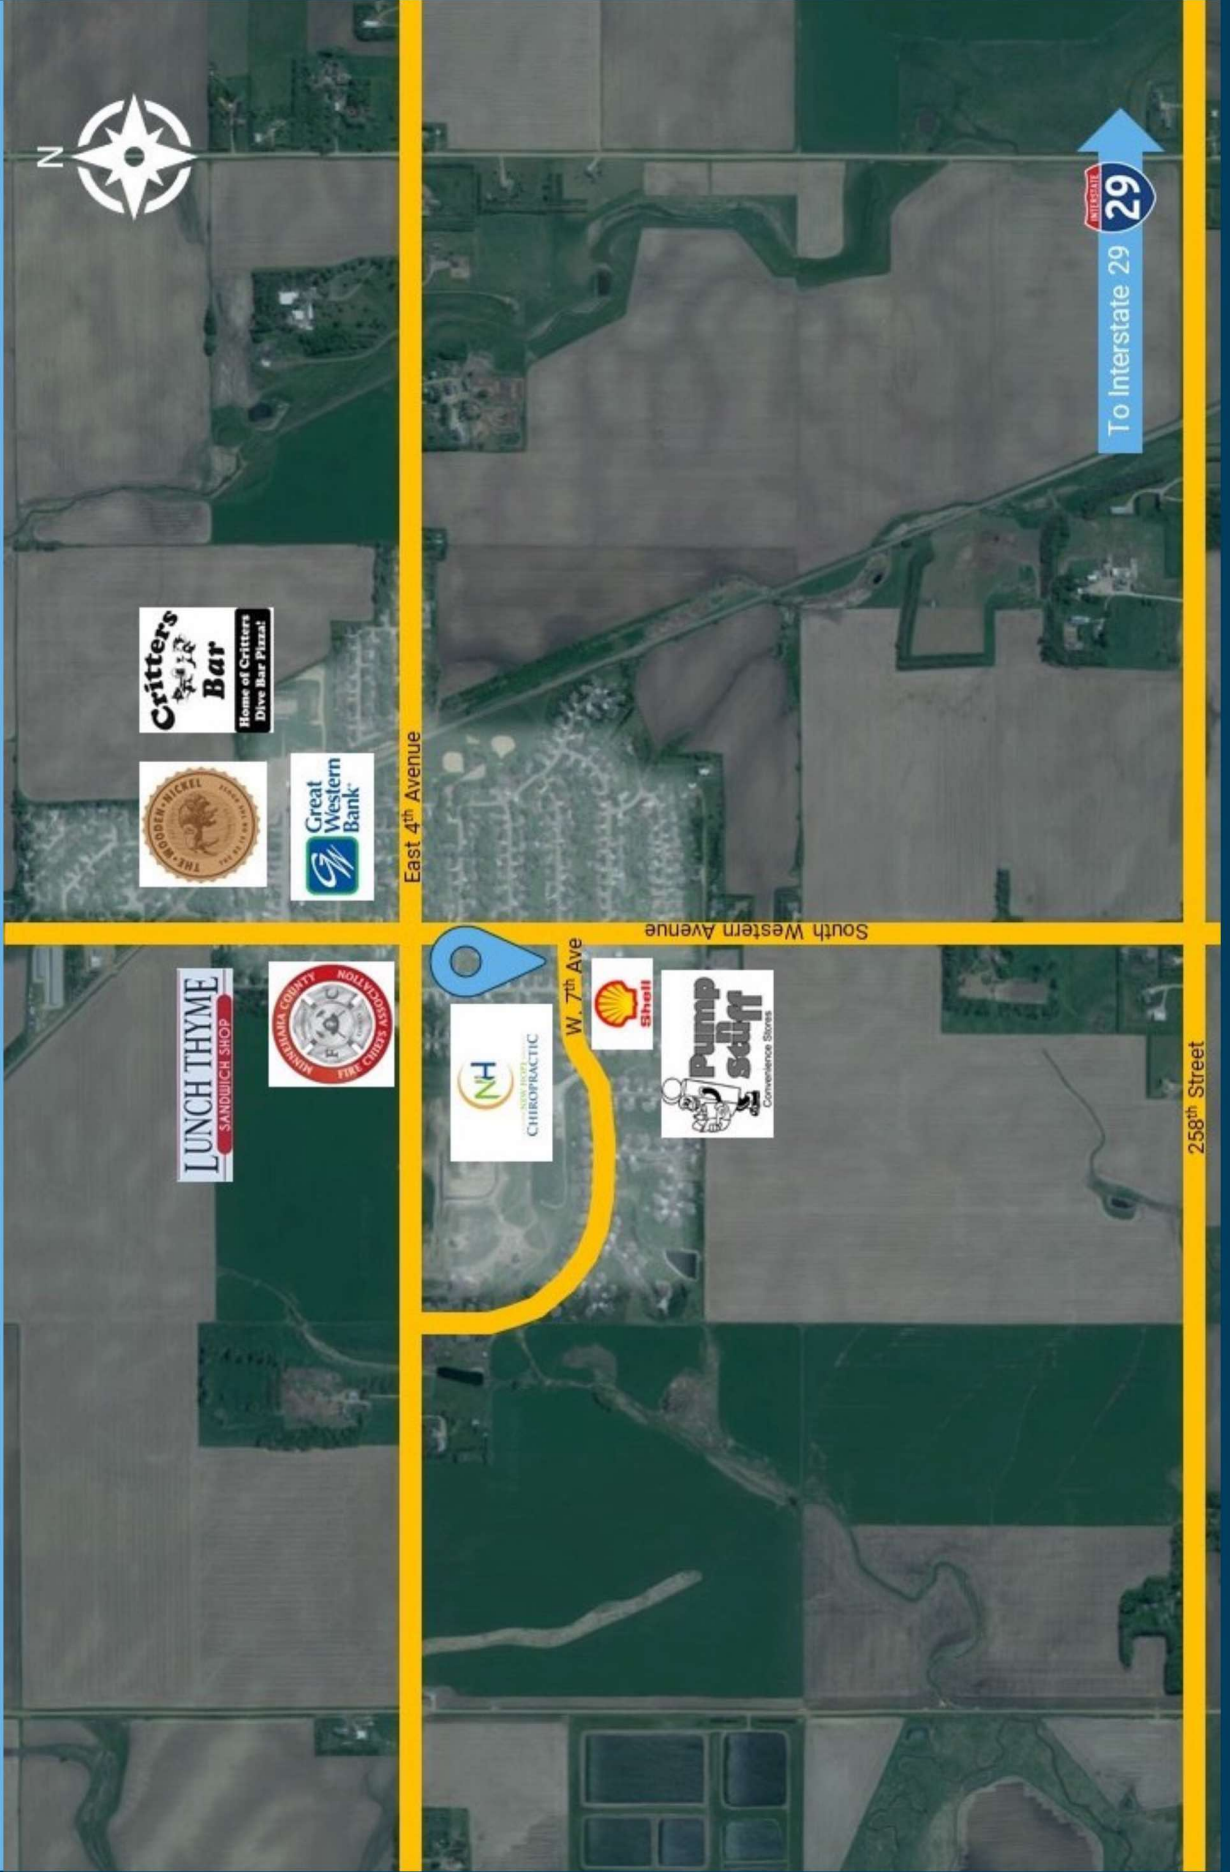 N
LUNCH THYME
SANDWICH SHOP
THE • WOODEN • NICKEL
Critters
Bar
Home of Critters
Dive Bar Pizza!
MINNEHAHA COUNTY
FIRE CHIEFS ASSOCIATION
F C
GW
Great
Western
Bank
East 4th Avenue
NH
NEW HOPE
CHIROPRACTIC
W. 7th Ave
Shell
South Western Avenue
Pump
n
Stuff
Convenience Stores
To Interstate 29
INTERSTATE
29
258th Street